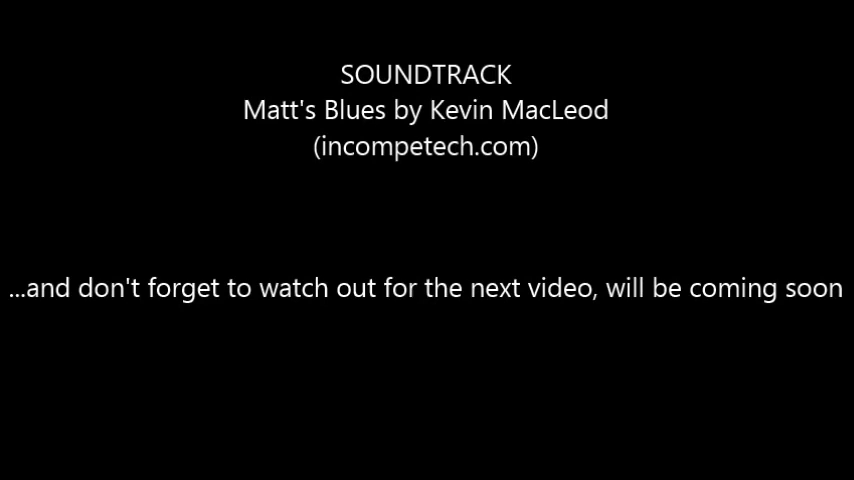 SOUNDTRACK
Matt's Blues by Kevin MacLeod
(incompetech.com)
...and don't forget to watch out for the next video, will be coming soon